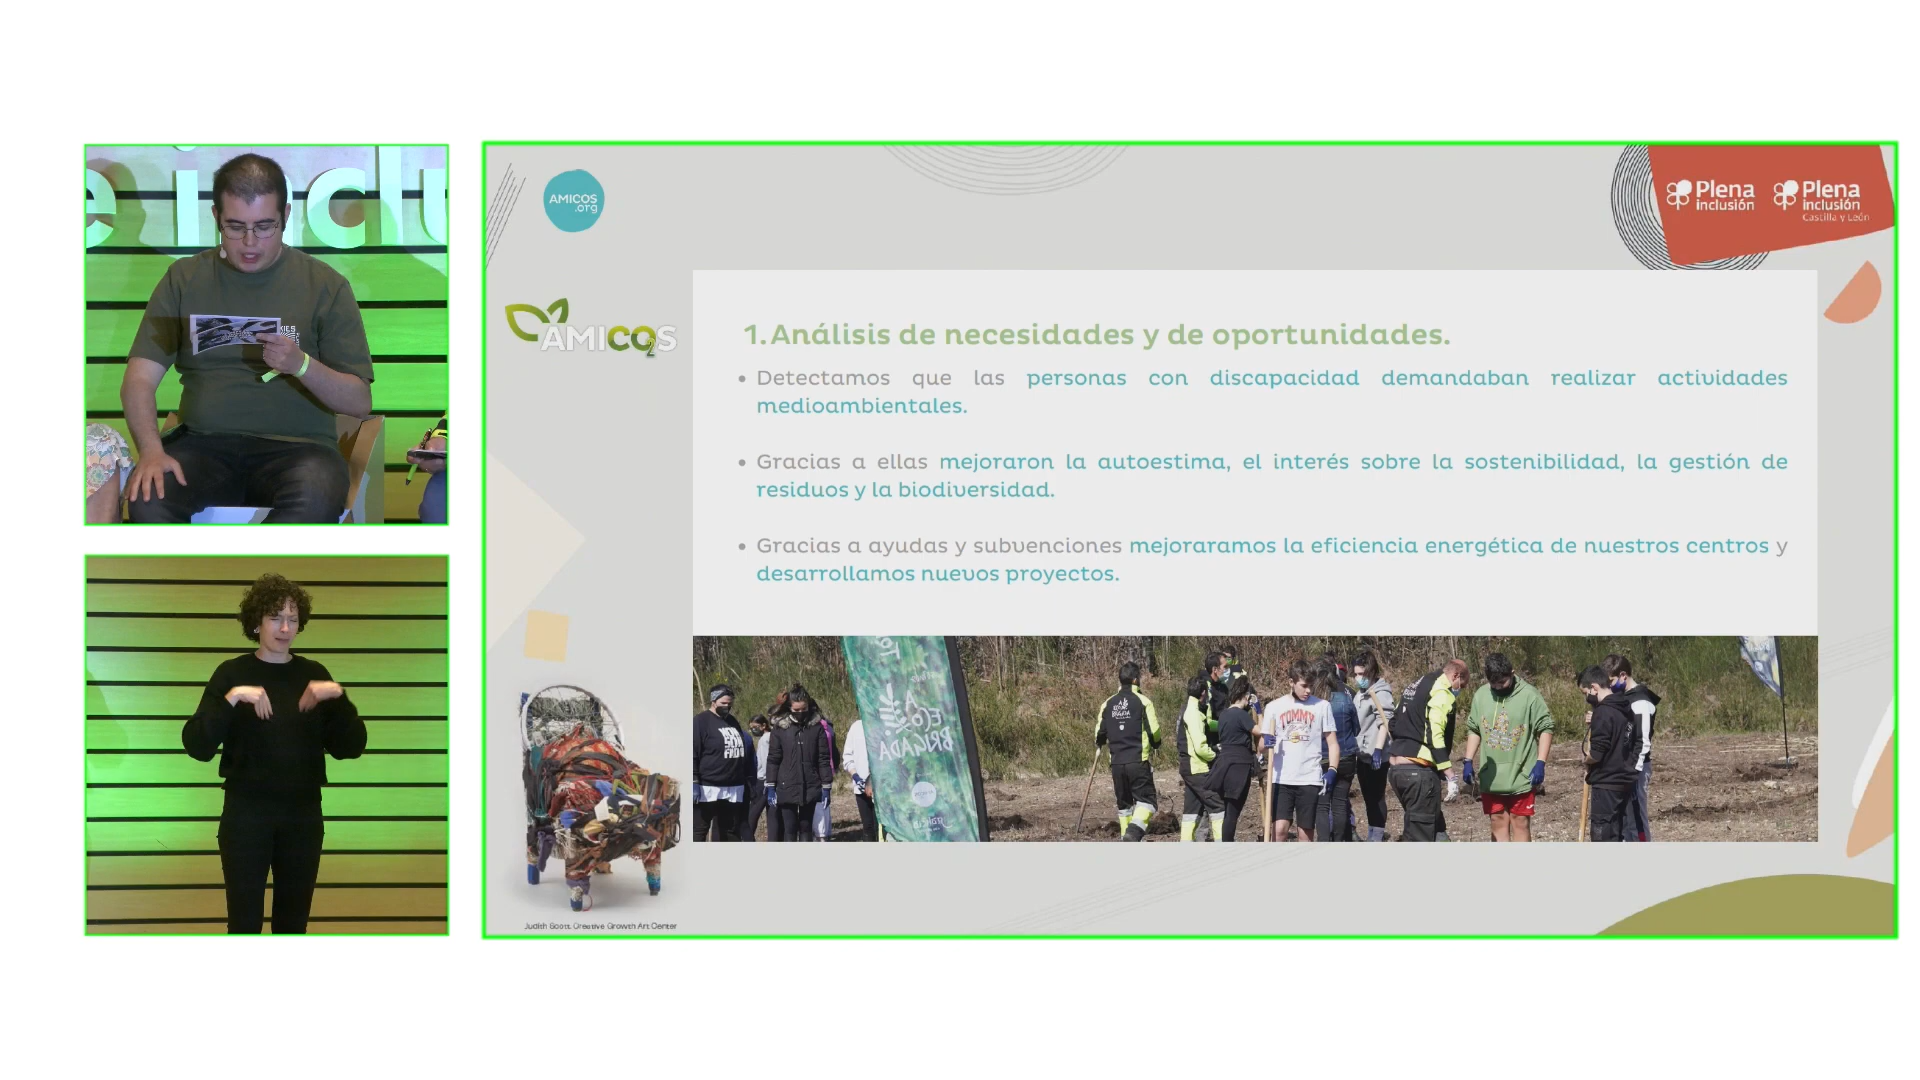 e inclu
AMICOS
.org
Plena
inclusión
Plena
inclusión
Castilla y León
AMICO2S
1. Análisis de necesidades y de oportunidades.
• Detectamos que las personas con discapacidad demandaban realizar actividades
medioambientales.
• Gracias a ellas mejoraron la autoestima, el interés sobre la sostenibilidad, la gestión de
residuos y la biodiversidad.
• Gracias a ayudas y subvenciones mejoraramos la eficiencia energética de nuestros centros y
desarrollamos nuevos proyectos.
A
ECO
BRIGADA
TOMMY
Judith Scott. Creative Growth Art Center